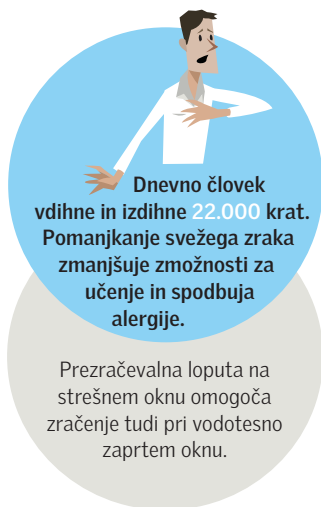 Dnevno človek
vdihne in izdihne 22.000 krat.
Pomanjkanje svežega zraka
zmanjšuje zmožnosti za
učenje in spodbuja
alergije.
Prezračevalna loputa na
strešnem oknu omogoča
zračenje tudi pri vodotesno
zaprtem oknu.